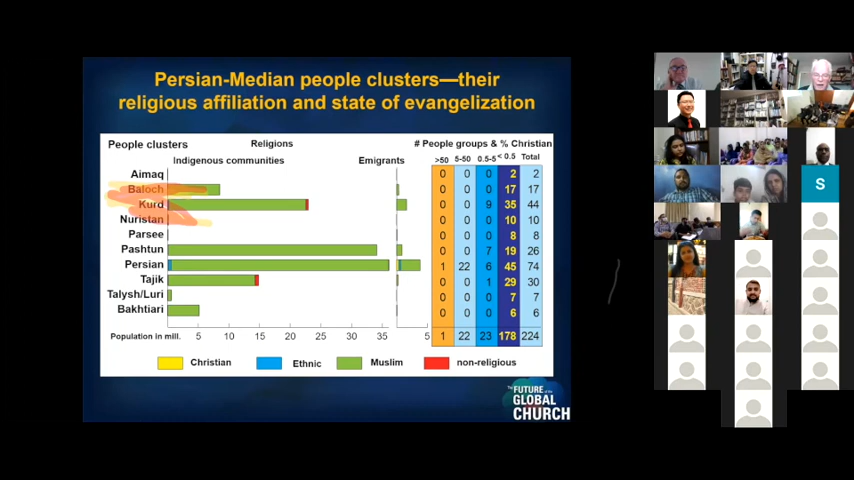 Persian-Median people clusters—their
religious affiliation and state of evangelization
People clusters Religions # People groups & % Christian
Indigenous communities Emigrants >50 5-50 0.5-5 < 0.5 Total
Aimaq 0 0 0 2 2
Baloch 0 0 0 17 17
Kurd 0 0 9 35 44
Nuristan 0 0 0 10 10
Parsee 0 0 0 8 8
Pashtun 0 0 7 19 26
Persian 1 22 6 45 74
Tajik 0 0 1 29 30
Talysh/Luri 0 0 0 7 7
Bakhtiari 0 0 0 6 6
Population in mill. 5 10 15 20 25 30 35 5 1 22 23 178 224
Christian Ethnic Muslim non-religious
THE FUTURE of the
GLOBAL
CHURCH
S